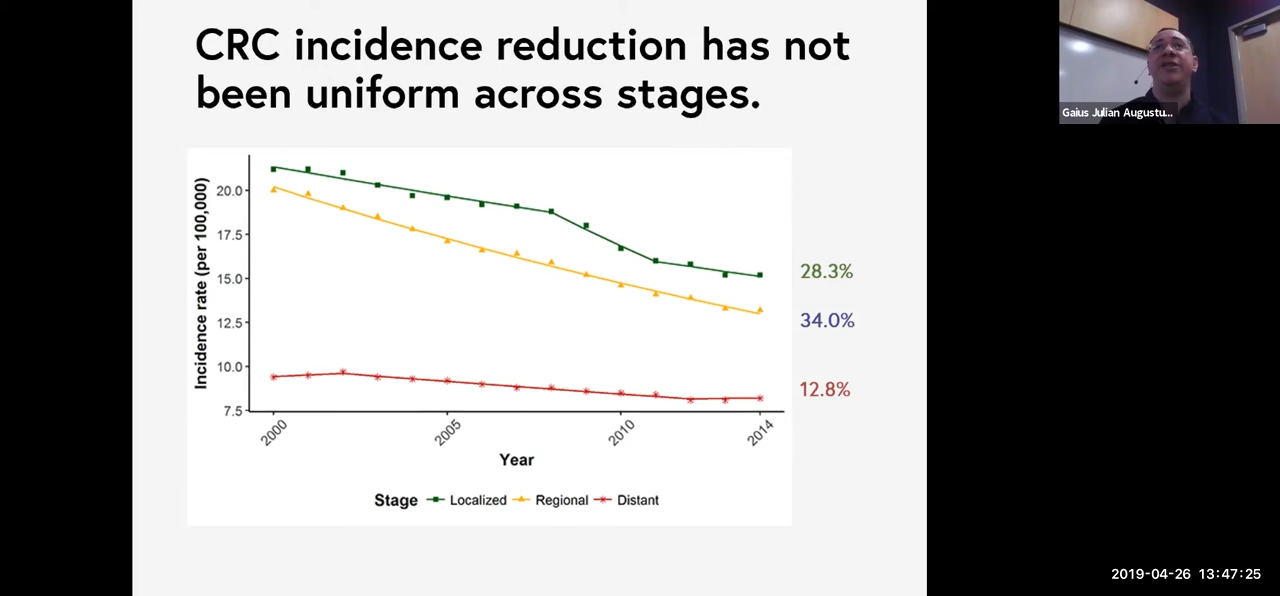 CRC incidence reduction has not
been uniform across stages.
Gaius Julian Augustu...
Incidence rate (per 100,000)
20.0
17.5
15.0
12.5
10.0
7.5
28.3%
34.0%
12.8%
2000
2005
2010
2014
Year
Stage Localized Regional Distant
2019-04-26 13:47:25